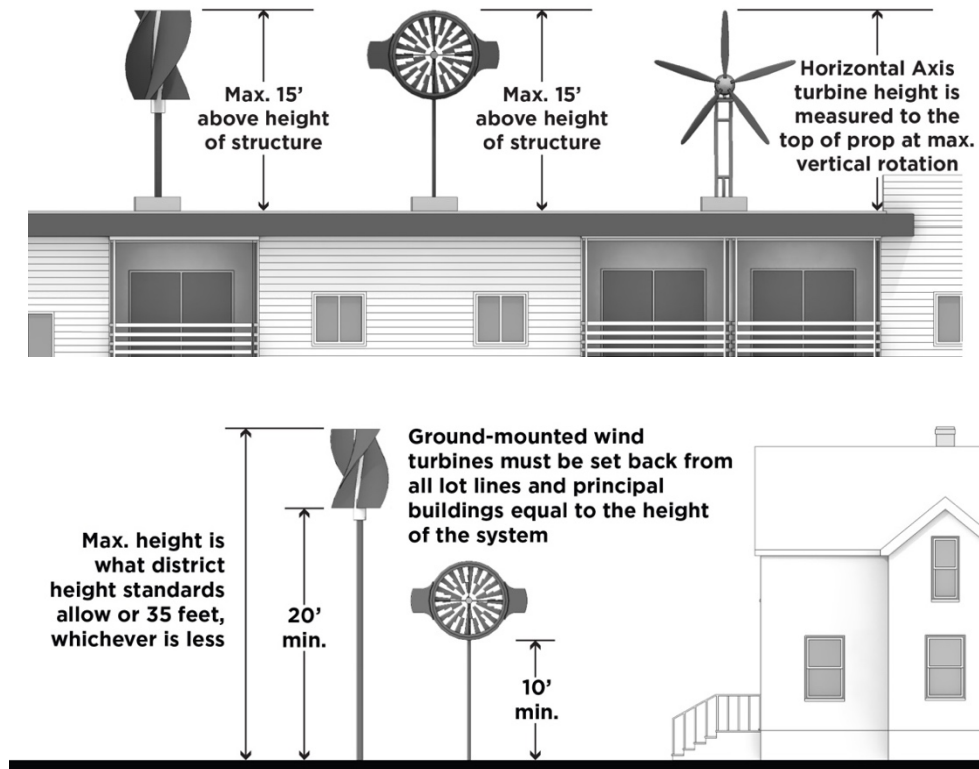 Max. 15’
above height
of structure
Max. 15’
above height
of structure
Horizontal Axis
turbine height is
measured to the
top of prop at max.
vertical rotation
Ground-mounted wind
turbines must be set back from
all lot lines and principal
buildings equal to the height
of the system
Max. height is
what district
height standards
allow or 35 feet,
whichever is less
20’
min.
10’
min.